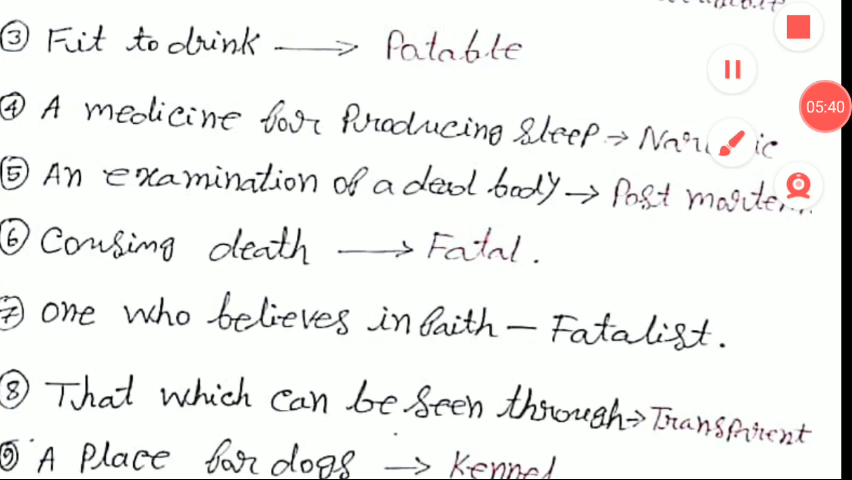 ③ Fit to drink → Patable
④ A medicine for Producing Sleep →
⑤ An examination of a dead body → Post
⑥ Causing death → Fatal.
⑦ One who believes in faith – Fatalist.
⑧ That which can be seen through → Transparent
⑨ A Place for dogs → Kennel
05:40